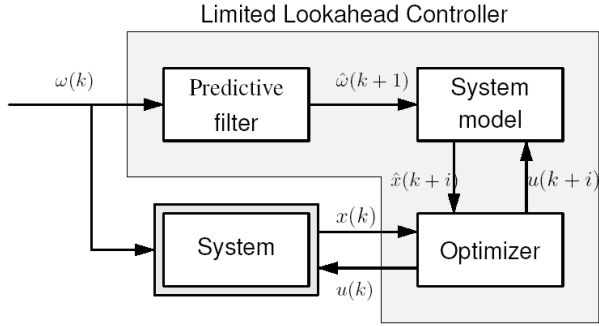 Limited Lookahead Controller
ω(k)
Predictive
filter
ω̂(k+1)
System
model
x̂(k+i)
u(k+i)
System
x(k)
u(k)
Optimizer